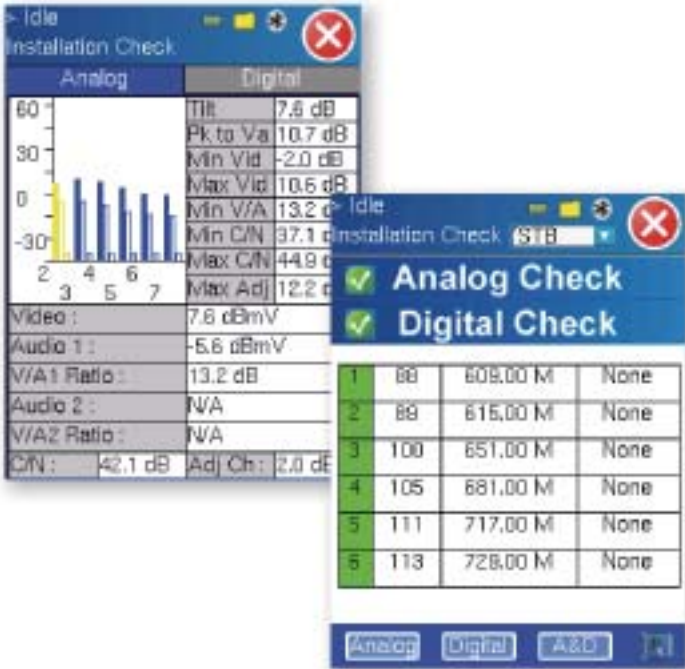 > Idle
Installation Check
Analog Digital
60
30
0
-30
2 4 6
3 5 7
Tilt 7.6 dB
Pk to Va 10.7 dB
Min Vid -2.0 dB
Max Vid 10.6 dB
Min V/A 13.2
Min C/N 37.1
Max C/N 44.9
Max Adj 12.2
Video : 7.6 dBmV
Audio 1 : -5.6 dBmV
V/A1 Ratio : 13.2 dB
Audio 2 : N/A
V/A2 Ratio : N/A
C/N : 42.1 dB Adj Ch : 2.0
> Idle
Installation Check STB
Analog Check
Digital Check
1 88 609.00 M None
2 89 615.00 M None
3 100 651.00 M None
4 105 681.00 M None
5 111 717.00 M None
6 113 729.00 M None
Analog Digital A&D